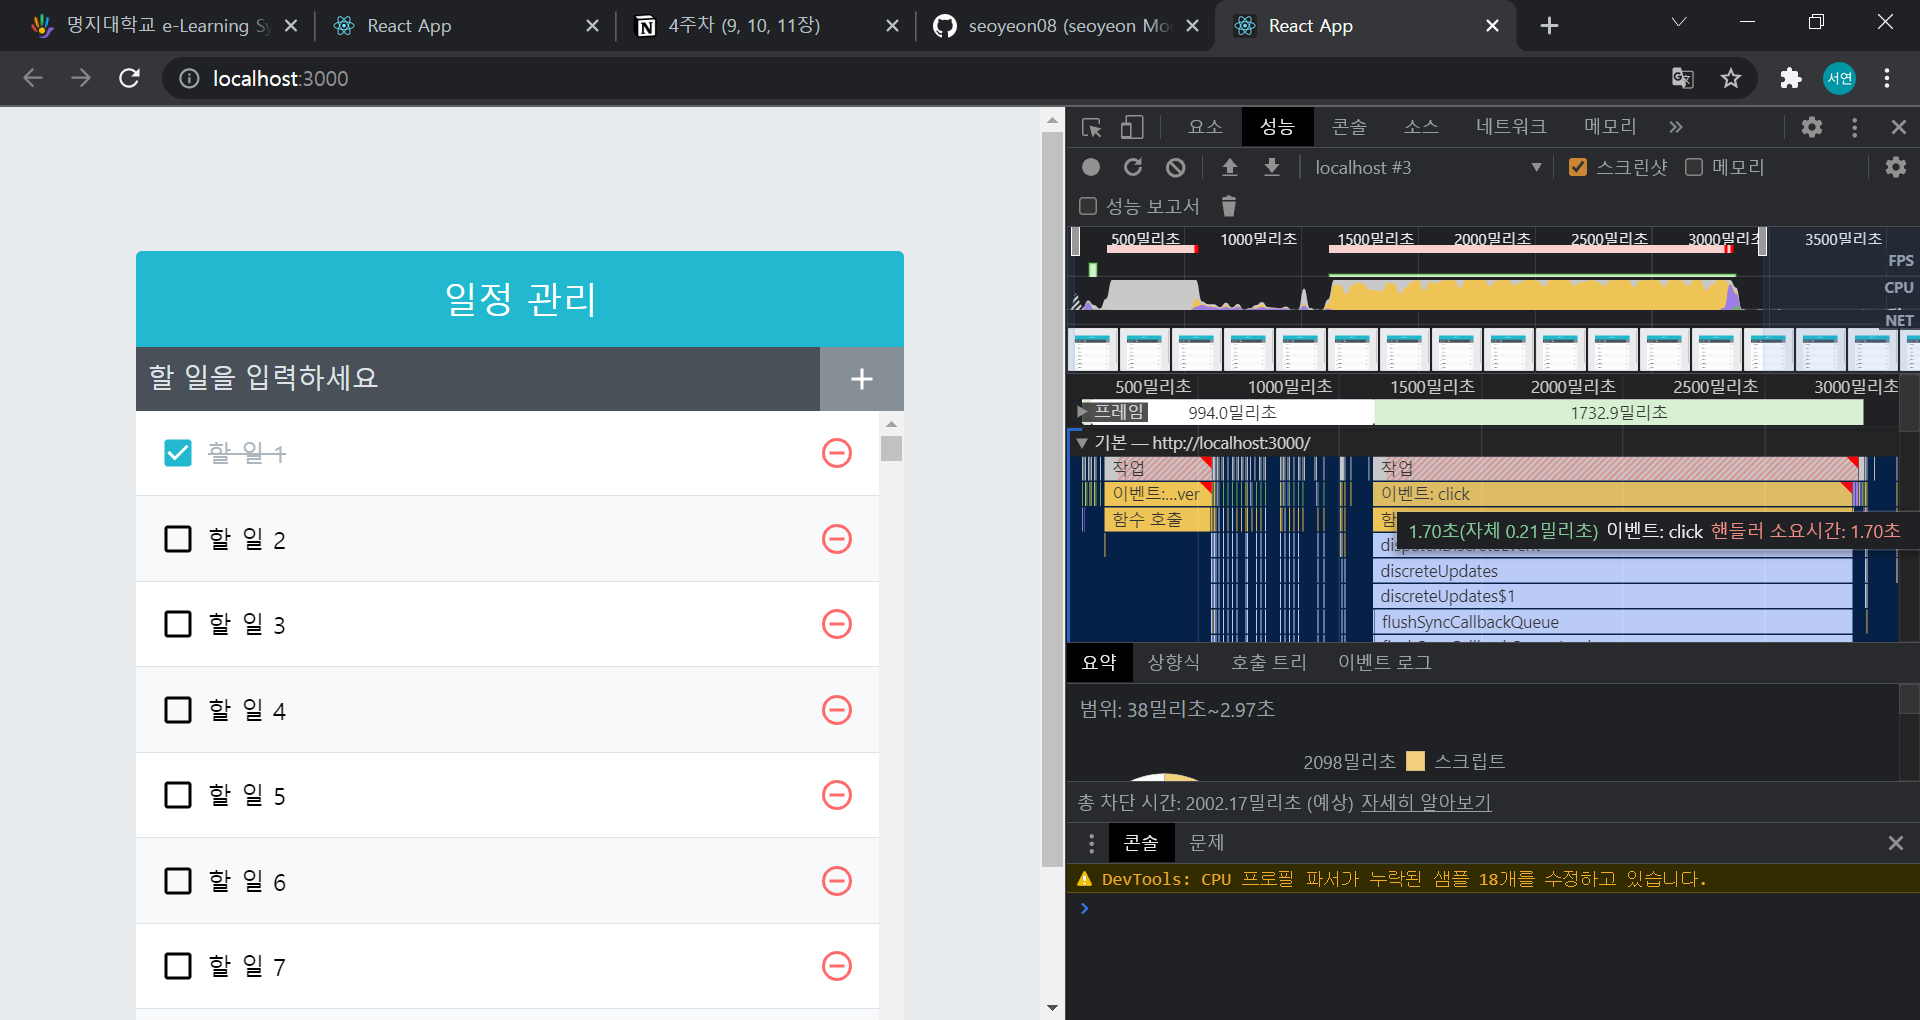 명지대학교 e-Learning Sy
React App
4주차 (9, 10, 11장)
seoyeon08 (seoyeon Moo
React App
localhost:3000
서연
요소 성능 콘솔 소스 네트워크 메모리
localhost #3 스크린샷 메모리
성능 보고서
500밀리초 1000밀리초 1500밀리초 2000밀리초 2500밀리초 3000밀리초 3500밀리초
FPS
CPU
NET
500밀리초 1000밀리초 1500밀리초 2000밀리초 2500밀리초 3000밀리초
프레임 994.0밀리초 1732.9밀리초
기본 — http://localhost:3000/
작업 작업
이벤트:...ver 이벤트: click
함수 호출 함
1.70초(자체 0.21밀리초) 이벤트: click 핸들러 소요시간: 1.70초
discreteUpdates
discreteUpdates$1
flushSyncCallbackQueue
요약 상향식 호출 트리 이벤트 로그
범위: 38밀리초~2.97초
2098밀리초 스크립트
총 차단 시간: 2002.17밀리초 (예상) 자세히 알아보기
콘솔 문제
DevTools: CPU 프로필 파서가 누락된 샘플 18개를 수정하고 있습니다.
일정 관리
할 일을 입력하세요
할 일 1
할 일 2
할 일 3
할 일 4
할 일 5
할 일 6
할 일 7